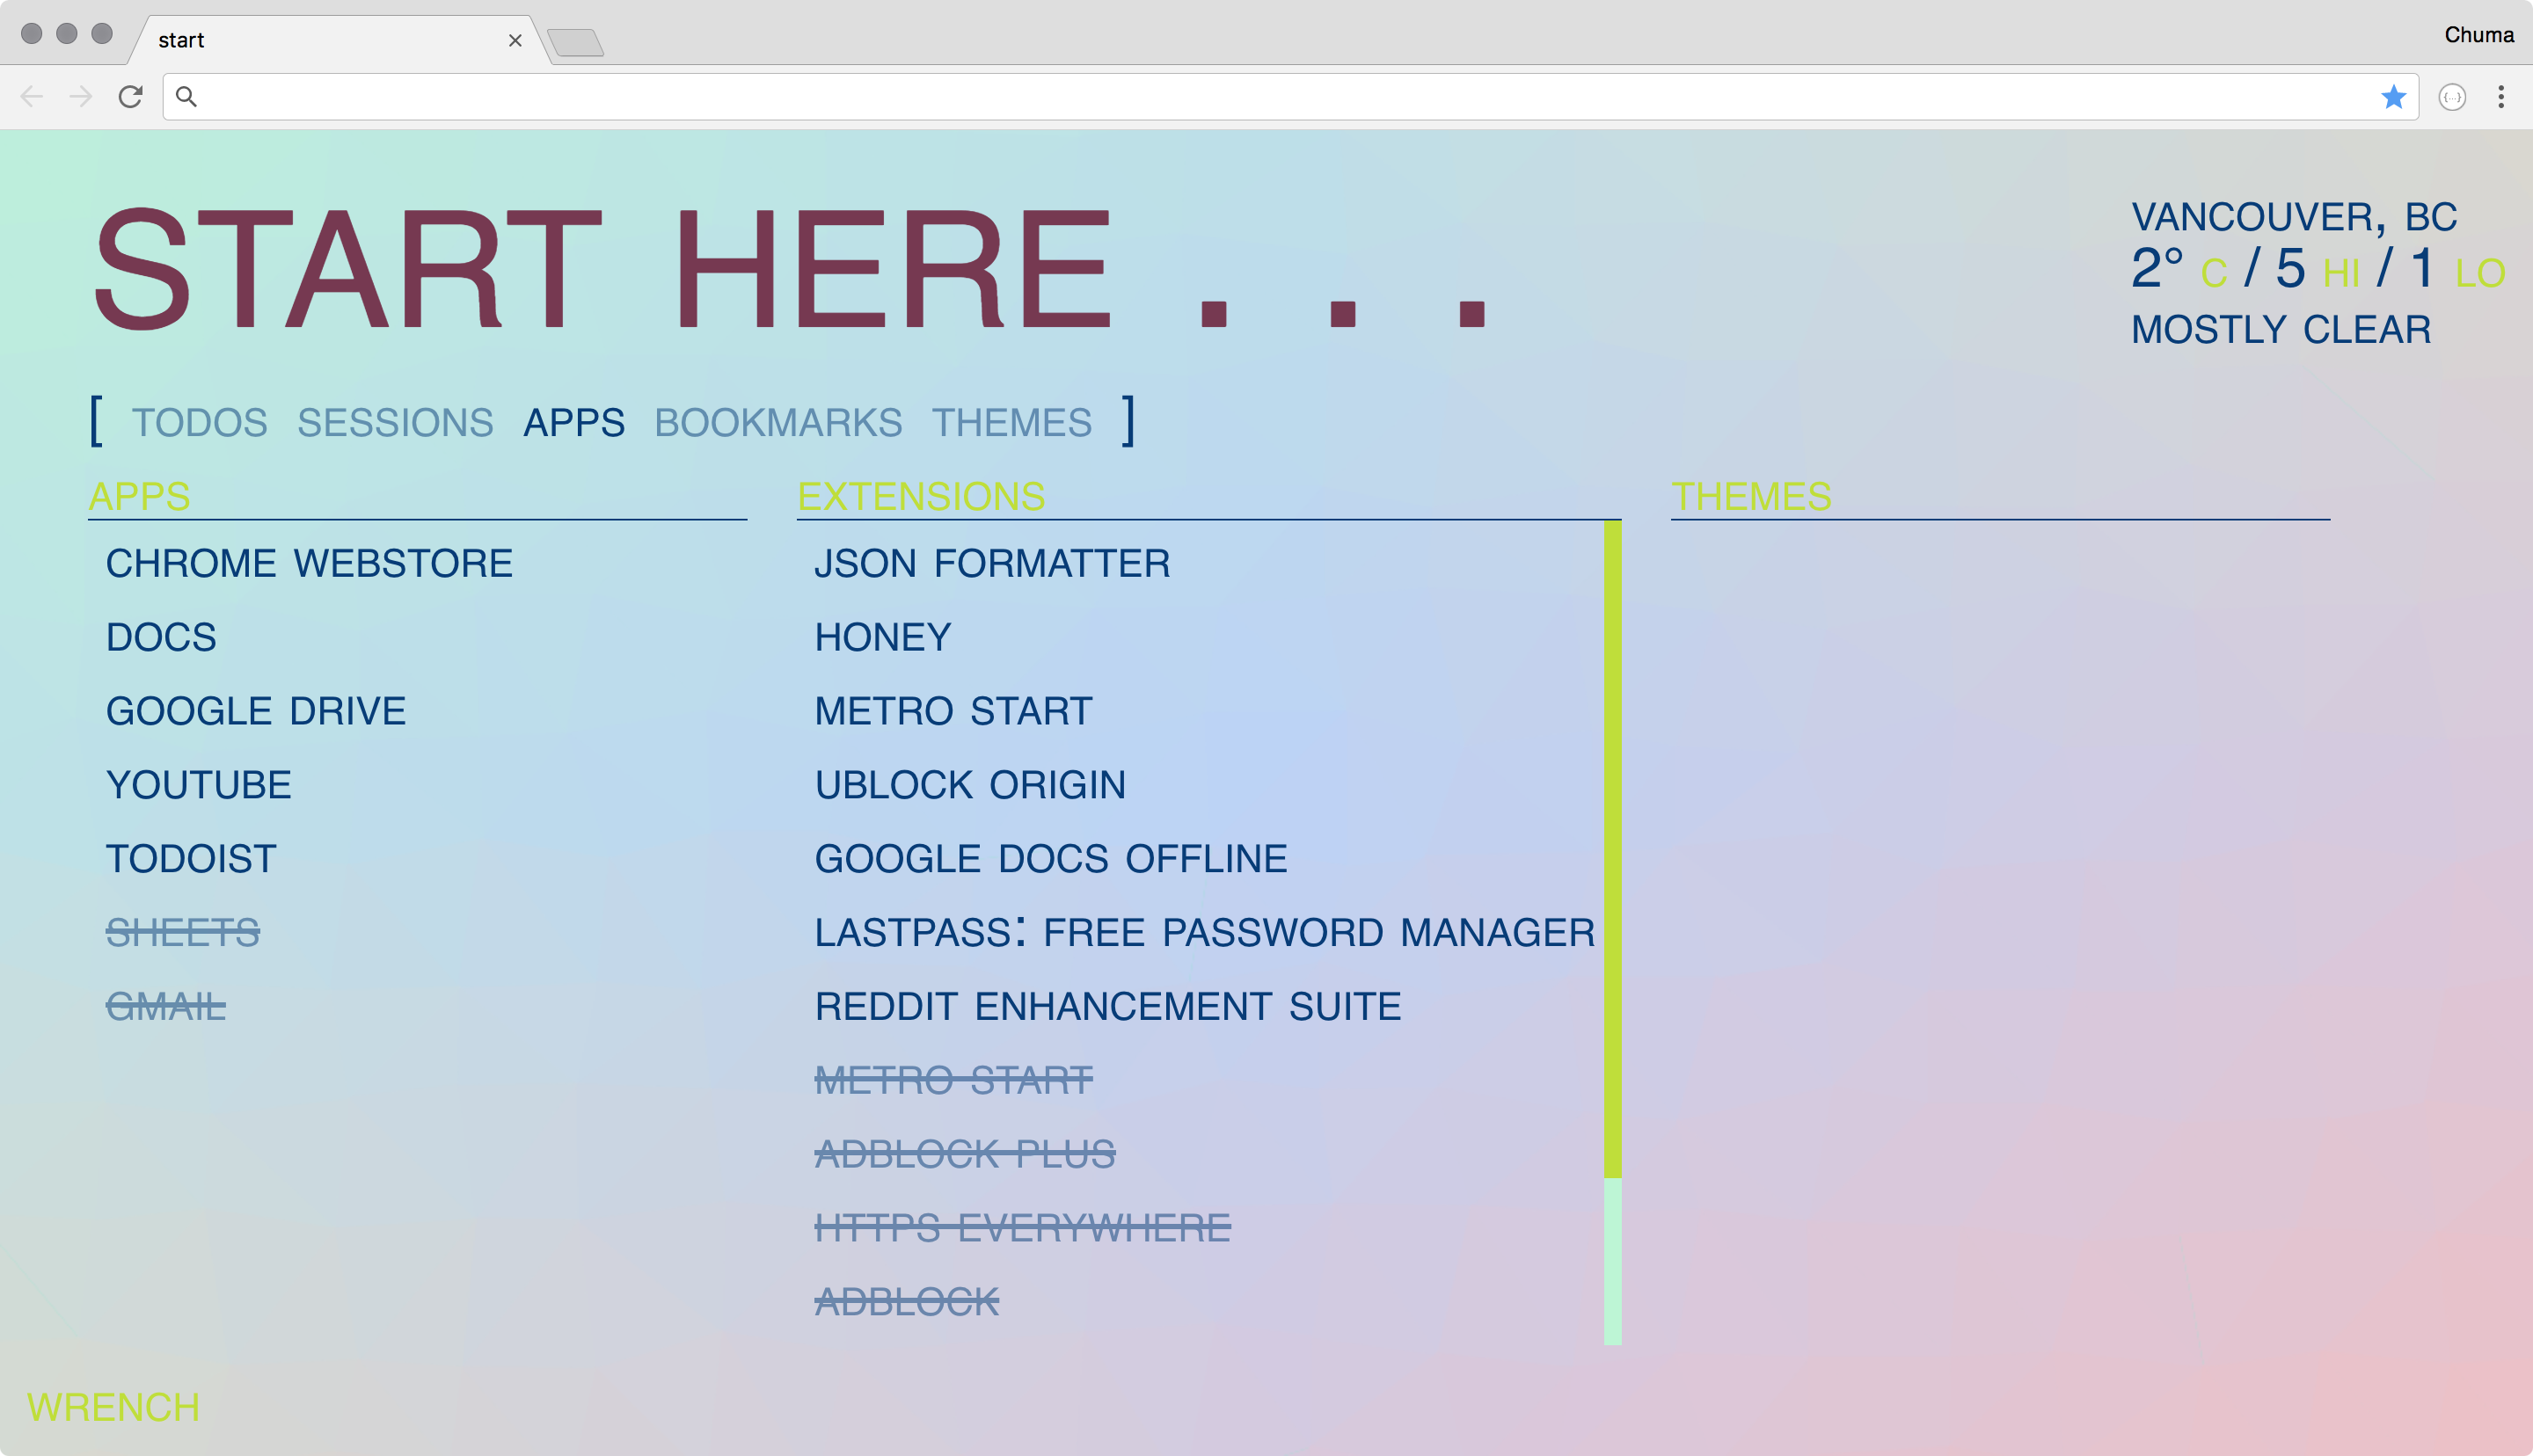 start
Chuma
START HERE . . .
VANCOUVER, BC
2° C / 5 HI / 1 LO
MOSTLY CLEAR
[ TODOS SESSIONS APPS BOOKMARKS THEMES ]
APPS
CHROME WEBSTORE
DOCS
GOOGLE DRIVE
YOUTUBE
TODOIST
SHEETS
GMAIL
EXTENSIONS
JSON FORMATTER
HONEY
METRO START
UBLOCK ORIGIN
GOOGLE DOCS OFFLINE
LASTPASS: FREE PASSWORD MANAGER
REDDIT ENHANCEMENT SUITE
METRO START
ADBLOCK PLUS
HTTPS EVERYWHERE
ADBLOCK
THEMES
WRENCH